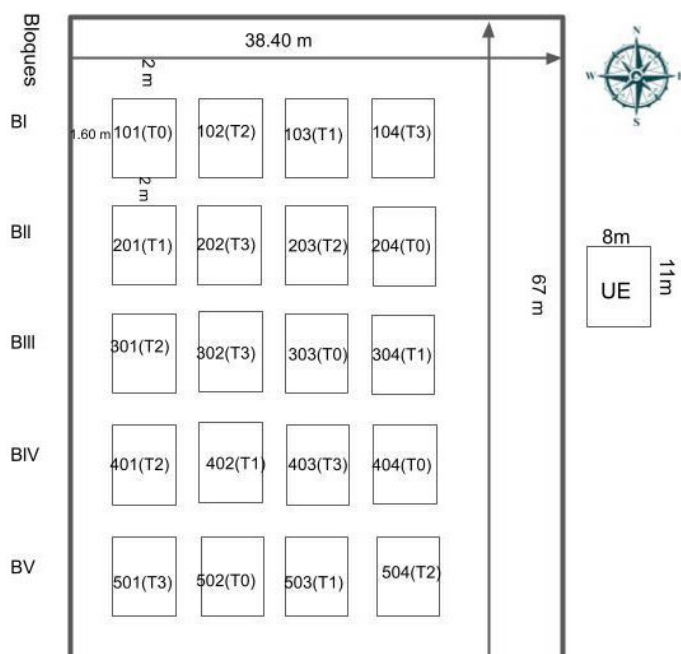 Bloques
38.40 m
2 m
N
W
E
S
BI
1.60 m
101(T0)
102(T2)
103(T1)
104(T3)
2 m
BII
201(T1)
202(T3)
203(T2)
204(T0)
8m
11m
UE
67 m
BIII
301(T2)
302(T3)
303(T0)
304(T1)
BIV
401(T2)
402(T1)
403(T3)
404(T0)
BV
501(T3)
502(T0)
503(T1)
504(T2)